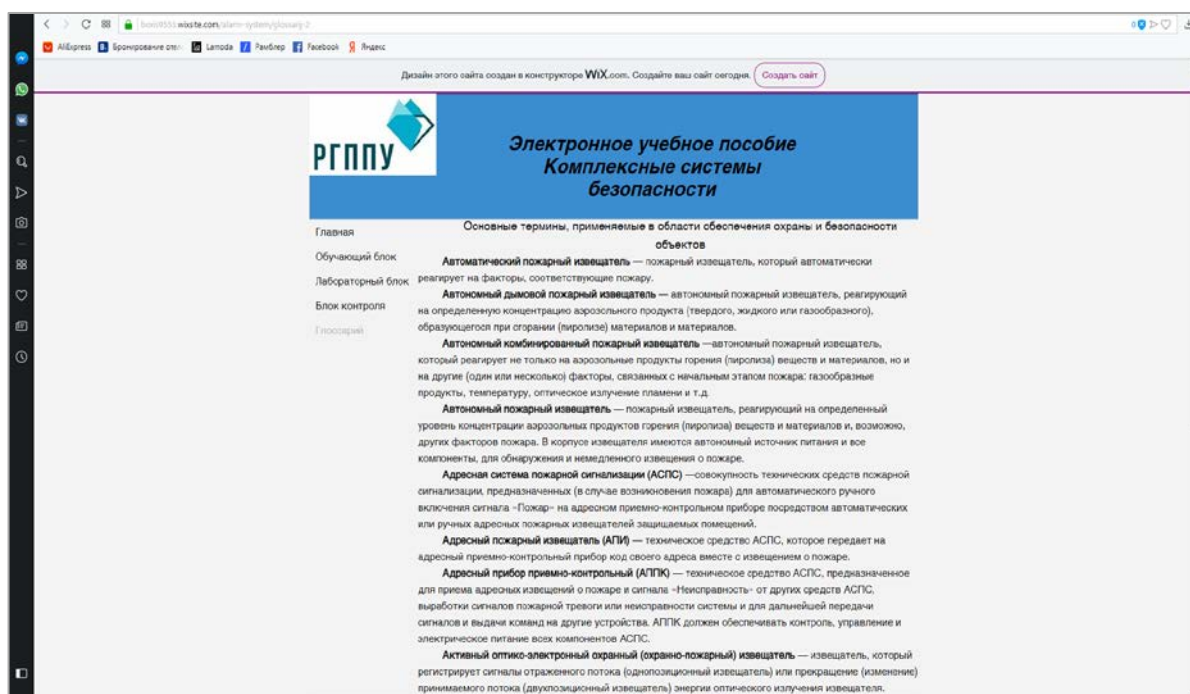 wixsite.com/alarm-system/glossary-2
AliExpress Бронирование отел Lamoda Рамблер Facebook Яндекс
Дизайн этого сайта создан в конструкторе WiX.com. Создайте ваш сайт сегодня. Создать сайт
РГППУ
Электронное учебное пособие
Комплексные системы
безопасности
Главная
Обучающий блок
Лабораторный блок
Блок контроля
Глоссарий
Основные термины, применяемые в области обеспечения охраны и безопасности
объектов
Автоматический пожарный извещатель — пожарный извещатель, который автоматически
реагирует на факторы, соответствующие пожару.
Автономный дымовой пожарный извещатель — автономный пожарный извещатель, реагирующий
на определенную концентрацию аэрозольного продукта (твердого, жидкого или газообразного),
образующегося при сгорании (пиролизе) материалов и материалов.
Автономный комбинированный пожарный извещатель —автономный пожарный извещатель,
который реагирует не только на аэрозольные продукты горения (пиролиза) веществ и материалов, но и
на другие (один или несколько) факторы, связанных с начальным этапом пожара: газообразные
продукты, температуру, оптическое излучение пламени и т.д.
Автономный пожарный извещатель — пожарный извещатель, реагирующий на определенный
уровень концентрации аэрозольных продуктов горения (пиролиза) веществ и материалов и, возможно,
других факторов пожара. В корпусе извещателя имеются автономный источник питания и все
компоненты, для обнаружения и немедленного извещения о пожаре.
Адресная система пожарной сигнализации (АСПС) —совокупность технических средств пожарной
сигнализации, предназначенных (в случае возникновения пожара) для автоматического ручного
включения сигнала «Пожар» на адресном приемно-контрольном приборе посредством автоматических
или ручных адресных пожарных извещателей защищаемых помещений.
Адресный пожарный извещатель (АПИ) — техническое средство АСПС, которое передает на
адресный приемно-контрольный прибор код своего адреса вместе с извещением о пожаре.
Адресный прибор приемно-контрольный (АППК) — техническое средство АСПС, предназначенное
для приема адресных извещений о пожаре и сигнала «Неисправность» от других средств АСПС,
выработки сигналов пожарной тревоги или неисправности системы и для дальнейшей передачи
сигналов и выдачи команд на другие устройства. АППК должен обеспечивать контроль, управление и
электрическое питание всех компонентов АСПС.
Активный оптико-электронный охранный (охранно-пожарный) извещатель — извещатель, который
регистрирует сигналы отраженного потока (однопозиционный извещатель) или прекращение (изменение)
принимаемого потока (двухпозиционный извещатель) энергии оптического излучения извещателя.